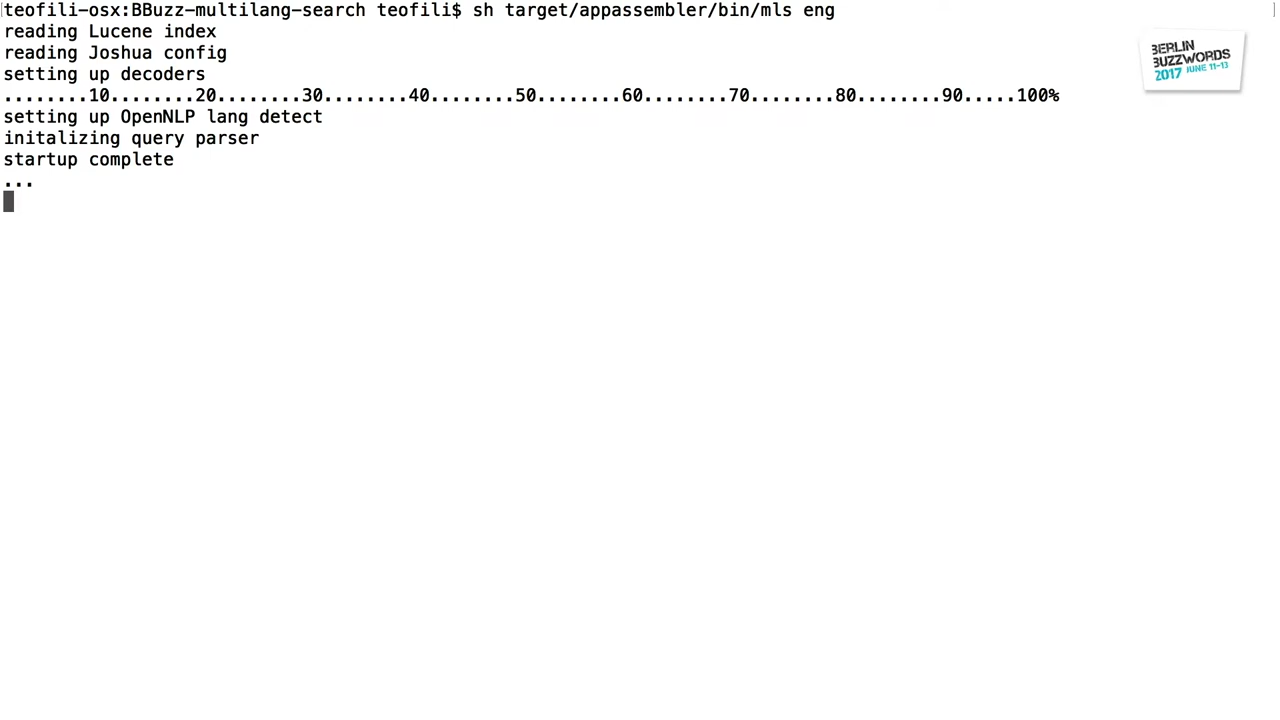 teofili-osx:BBuzz-multilang-search teofili$ sh target/appassembler/bin/mls eng
reading Lucene index
reading Joshua config
setting up decoders
........10........20........30........40........50........60........70........80........90.....100%
setting up OpenNLP lang detect
initalizing query parser
startup complete
...
BERLIN
BUZZWORDS
2017 JUNE 11-13